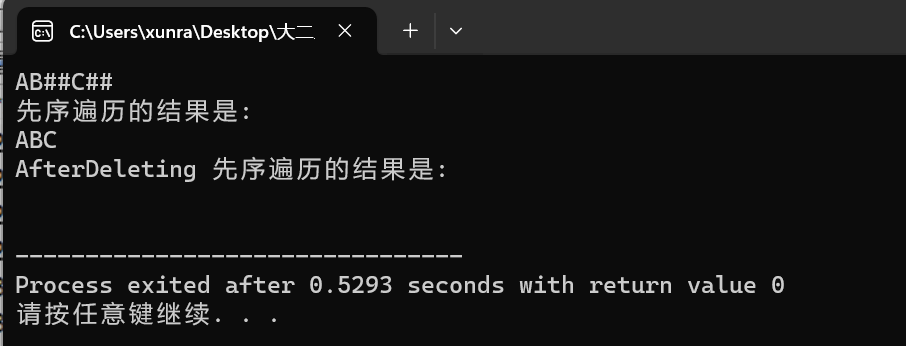 C:\Users\xunra\Desktop\大二
AB##C##
先序遍历的结果是:
ABC
AfterDeleting 先序遍历的结果是:
--------------------------------
Process exited after 0.5293 seconds with return value 0
请按任意键继续. . .